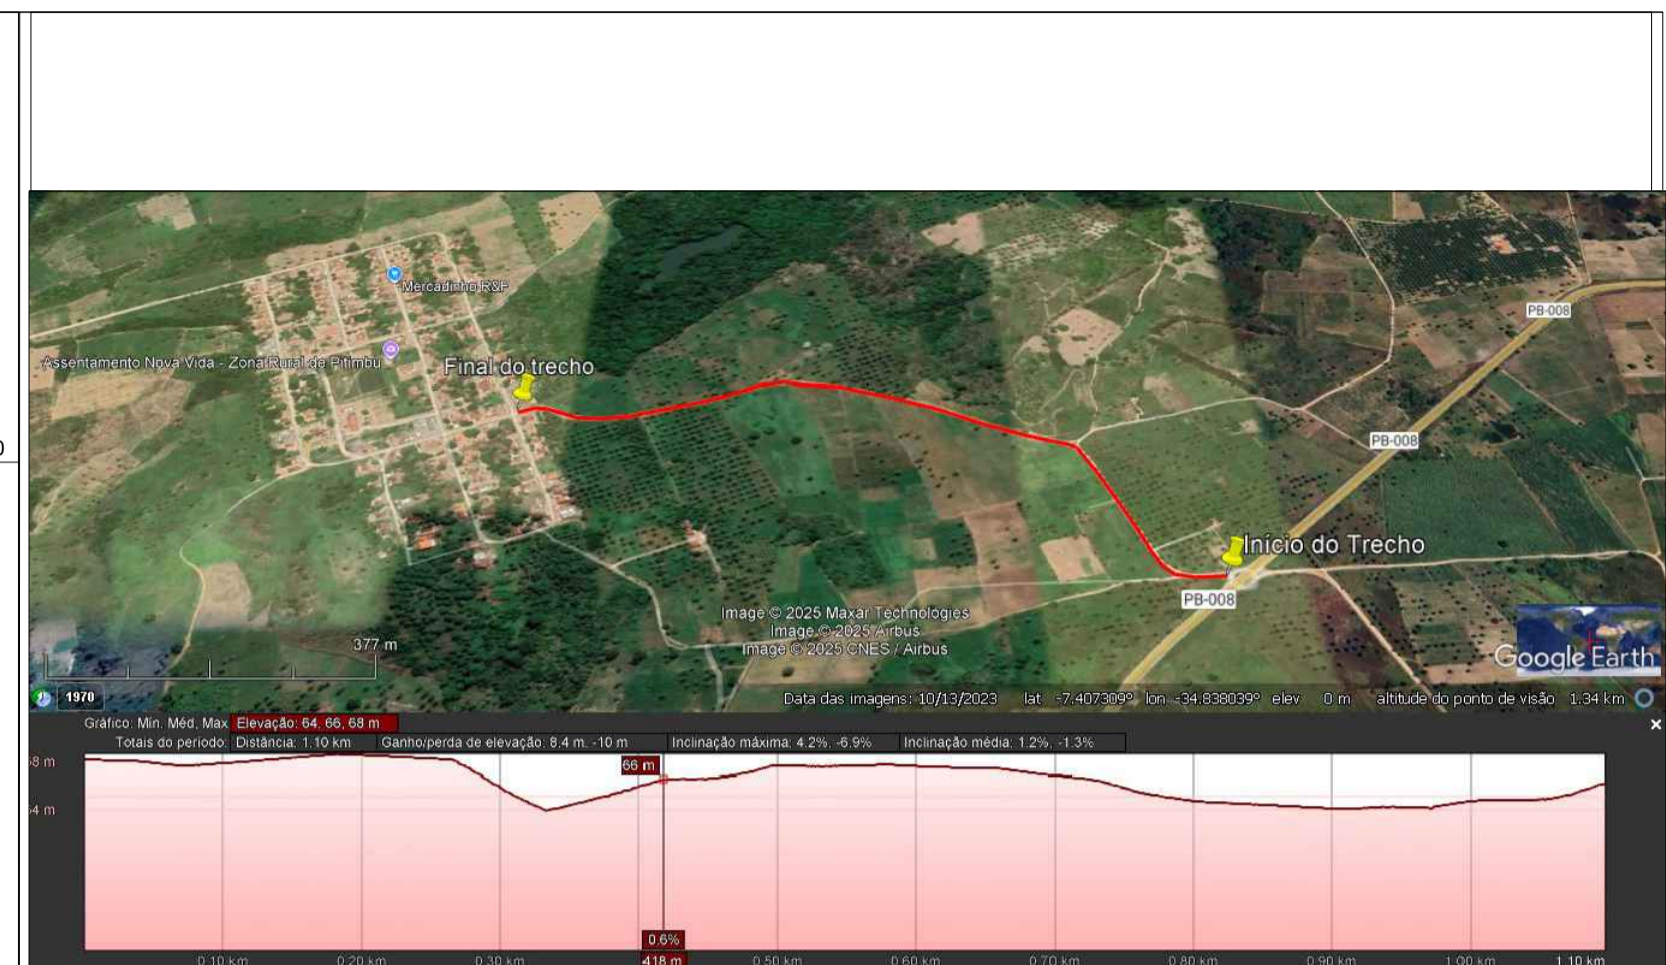 0
PB-008
Mercadinho R&F
Assentamento Nova Vida - Zona Rural de Pitimbu
Final do trecho
PB-008
Início do Trecho
PB-008
Image © 2025 Maxar Technologies
Image © 2025 Airbus
Image © 2025 CNES / Airbus
377 m
Google Earth
1970
Data das imagens: 10/13/2023 lat -7.407309° lon -34.838039° elev 0 m altitude do ponto de visão 1.34 km
Gráfico: Mín. Méd. Max Elevação: 64, 66, 68 m
Totais do período: Distância: 1.10 km Ganho/perda de elevação: 8.4 m, -10 m Inclinação máxima: 4.2%, -6.9% Inclinação média: 1.2%, -1.3%
68 m
66 m
64 m
0.6%
0.10 km 0.20 km 0.30 km 418 m 0.50 km 0.60 km 0.70 km 0.80 km 0.90 km 1.00 km 1.10 km